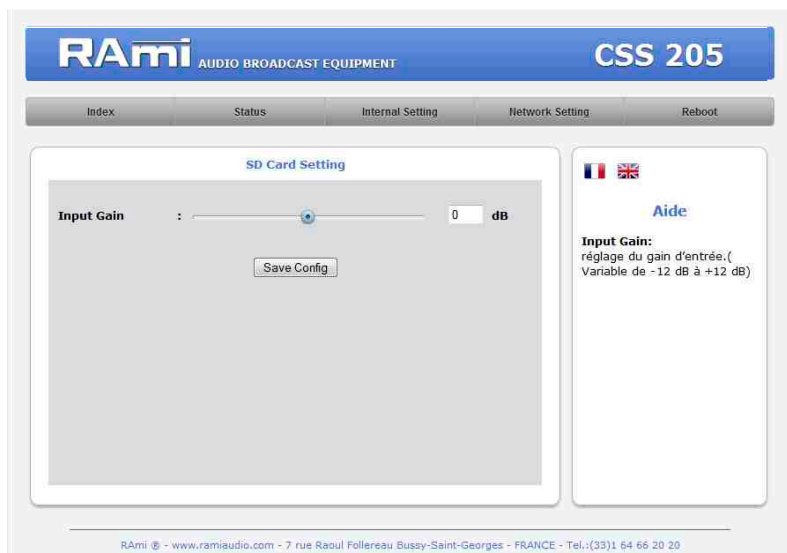 RAmi AUDIO BROADCAST EQUIPMENT
CSS 205
Index Status Internal Setting Network Setting Reboot
SD Card Setting
Input Gain : 0 dB
Save Config
Aide
Input Gain:
réglage du gain d'entrée.(
Variable de -12 dB à +12 dB)
RAmi ® - www.ramiaudio.com - 7 rue Raoul Follereau Bussy-Saint-Georges - FRANCE - Tel.:(33)1 64 66 20 20